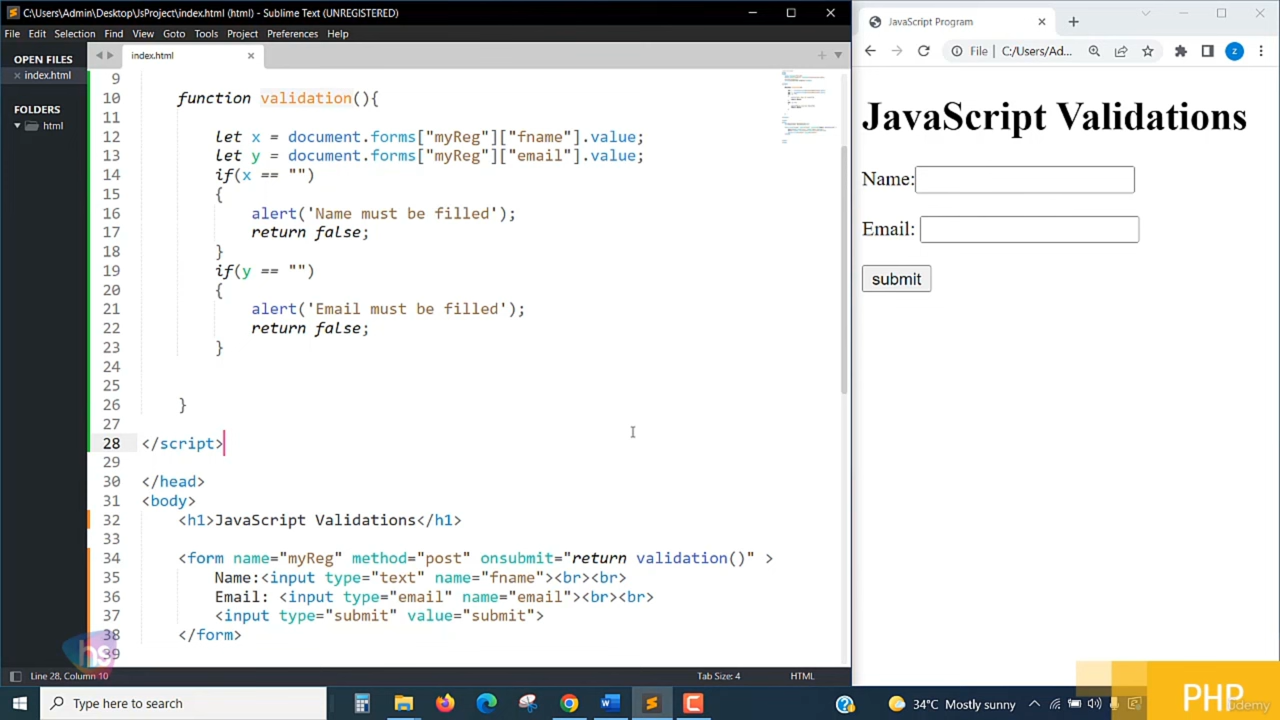 C:\Users\Admin\Desktop\JsProject\index.html (html) - Sublime Text (UNREGISTERED)
File Edit Selection Find View Goto Tools Project Preferences Help
OPEN FILES
index.html
FOLDERS
html
index.html
9
10 function validation(){
11
12 let x = document.forms["myReg"]["fname"].value;
13 let y = document.forms["myReg"]["email"].value;
14 if(x == "")
15 {
16 alert('Name must be filled');
17 return false;
18 }
19 if(y == "")
20 {
21 alert('Email must be filled');
22 return false;
23 }
24
25
26 }
27
28 </script>
29
30 </head>
31 <body>
32 <h1>JavaScript Validations</h1>
33
34 <form name="myReg" method="post" onsubmit="return validation()" >
35 Name:<input type="text" name="fname"><br><br>
36 Email: <input type="email" name="email"><br><br>
37 <input type="submit" value="submit">
38 </form>
39
Line 28, Column 10
Tab Size: 4
HTML
JavaScript Program
File | C:/Users/Ad...
z
JavaScript Validations
Name:
Email:
submit
hs
Type here to search
34°C Mostly sunny
PHP
Udemy